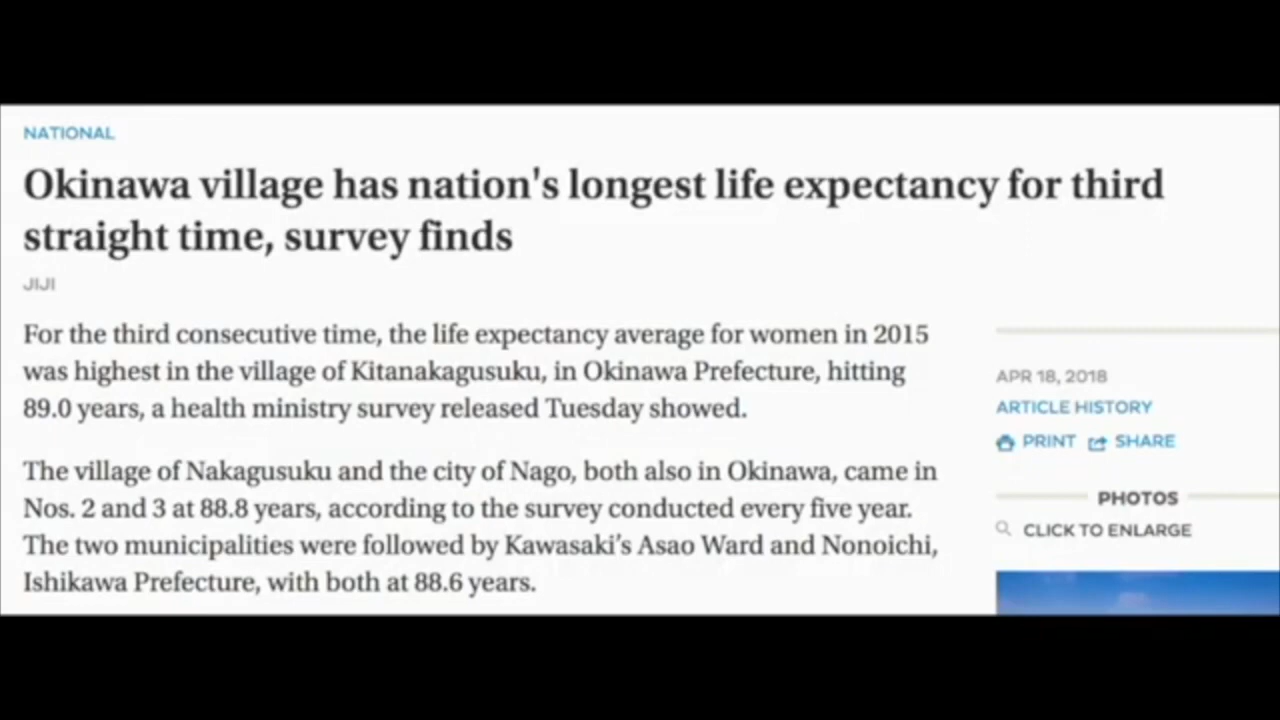 NATIONAL
Okinawa village has nation's longest life expectancy for third
straight time, survey finds
JIJI
For the third consecutive time, the life expectancy average for women in 2015
was highest in the village of Kitanakagusuku, in Okinawa Prefecture, hitting
89.0 years, a health ministry survey released Tuesday showed.
The village of Nakagusuku and the city of Nago, both also in Okinawa, came in
Nos. 2 and 3 at 88.8 years, according to the survey conducted every five year.
The two municipalities were followed by Kawasaki’s Asao Ward and Nonoichi,
Ishikawa Prefecture, with both at 88.6 years.
APR 18, 2018
ARTICLE HISTORY
PRINT SHARE
PHOTOS
CLICK TO ENLARGE